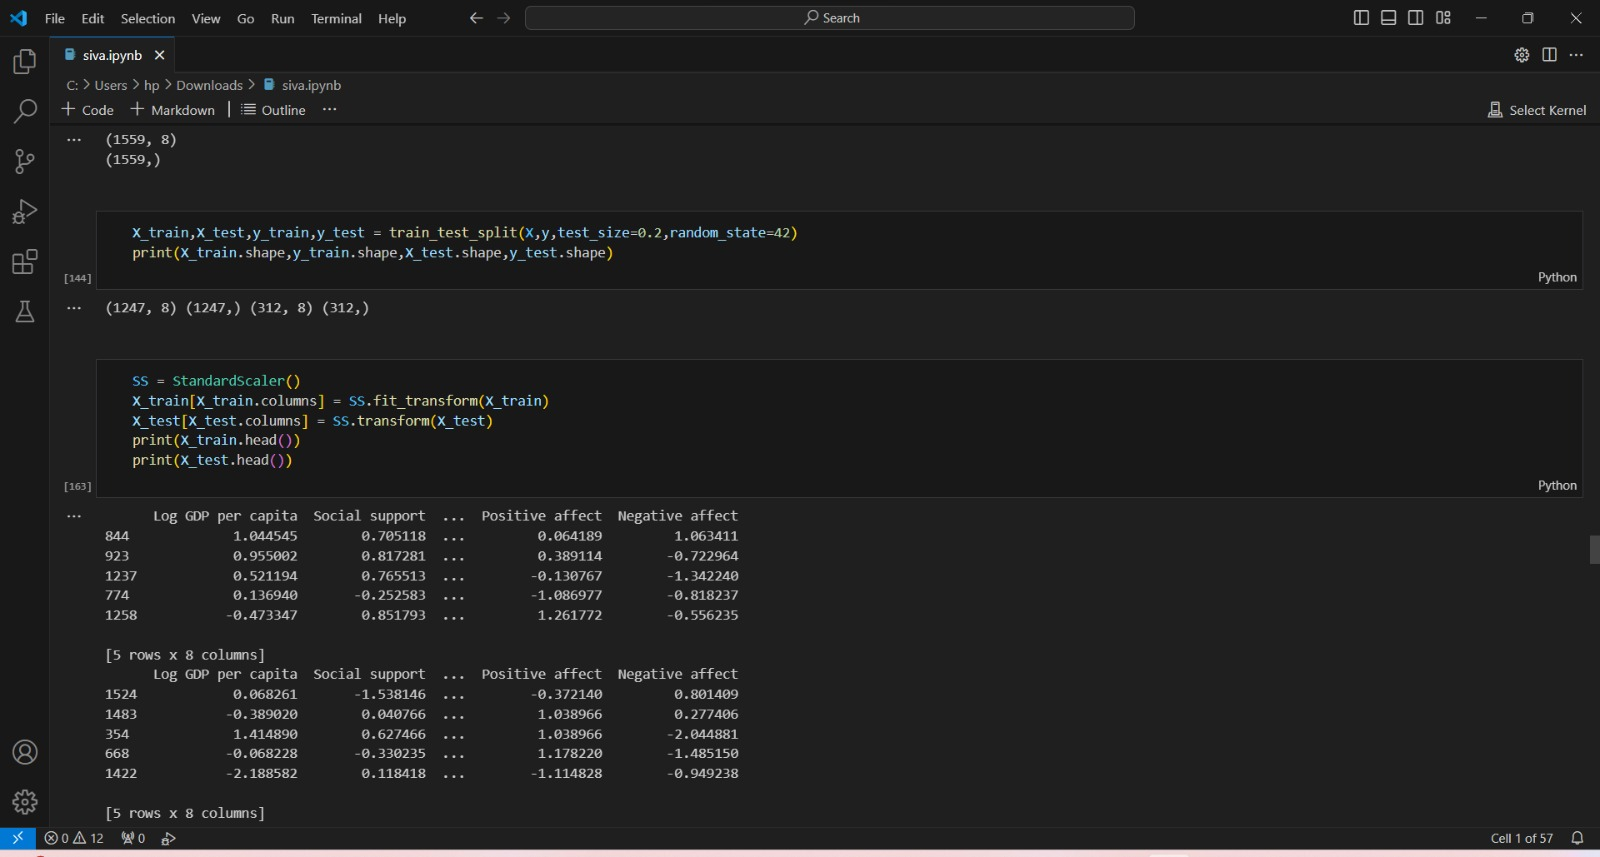 File Edit Selection View Go Run Terminal Help Search
siva.ipynb
C: > Users > hp > Downloads > siva.ipynb
+ Code + Markdown | Outline ... Select Kernel
... (1559, 8)
(1559,)
X_train,X_test,y_train,y_test = train_test_split(X,y,test_size=0.2,random_state=42)
print(X_train.shape,y_train.shape,X_test.shape,y_test.shape)
[144] Python
... (1247, 8) (1247,) (312, 8) (312,)
SS = StandardScaler()
X_train[X_train.columns] = SS.fit_transform(X_train)
X_test[X_test.columns] = SS.transform(X_test)
print(X_train.head())
print(X_test.head())
[163] Python
... Log GDP per capita Social support ... Positive affect Negative affect
844 1.044545 0.705118 ... 0.064189 1.063411
923 0.955002 0.817281 ... 0.389114 -0.722964
1237 0.521194 0.765513 ... -0.130767 -1.342240
774 0.136940 -0.252583 ... -1.086977 -0.818237
1258 -0.473347 0.851793 ... 1.261772 -0.556235
[5 rows x 8 columns]
Log GDP per capita Social support ... Positive affect Negative affect
1524 0.068261 -1.538146 ... -0.372140 0.801409
1483 -0.389020 0.040766 ... 1.038966 0.277406
354 1.414890 0.627466 ... 1.038966 -2.044881
668 -0.068228 -0.330235 ... 1.178220 -1.485150
1422 -2.188582 0.118418 ... -1.114828 -0.949238
[5 rows x 8 columns]
0 12 0 Cell 1 of 57